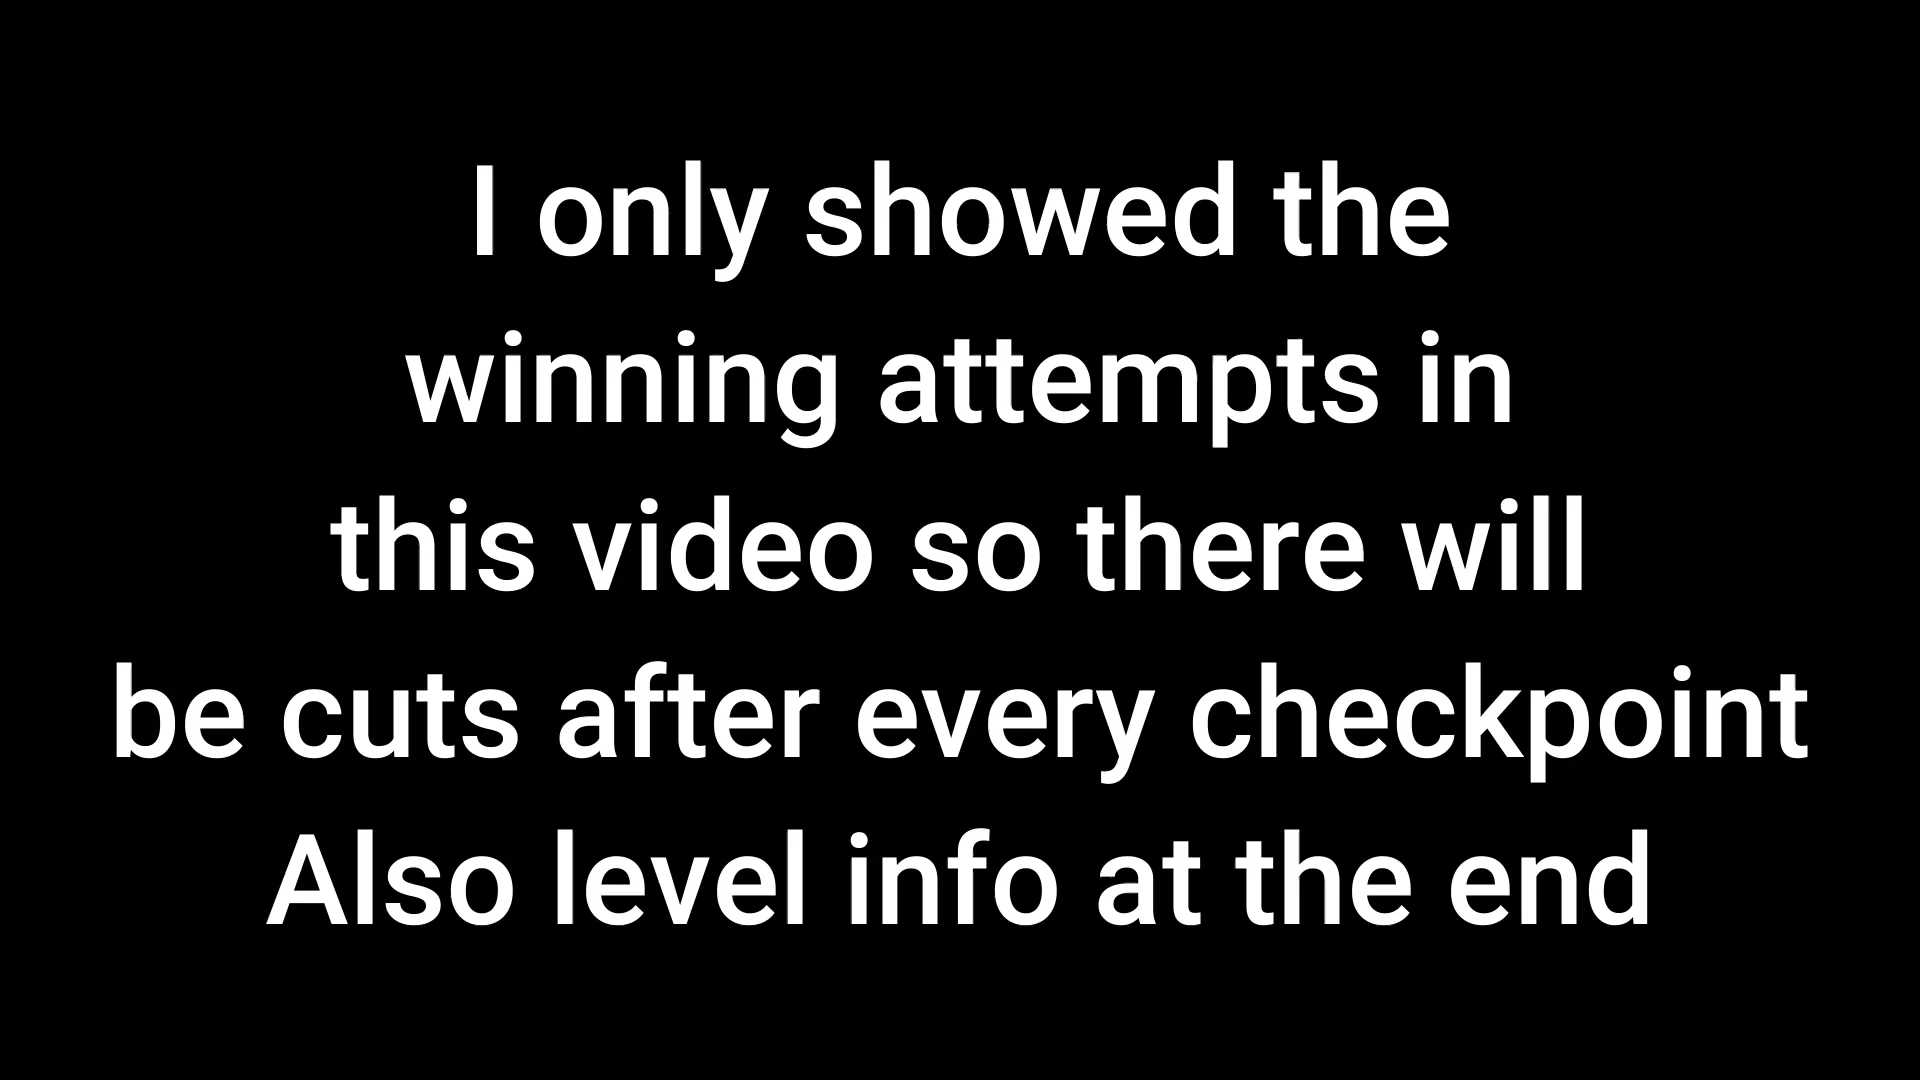 I only showed the
winning attempts in
this video so there will
be cuts after every checkpoint
Also level info at the end